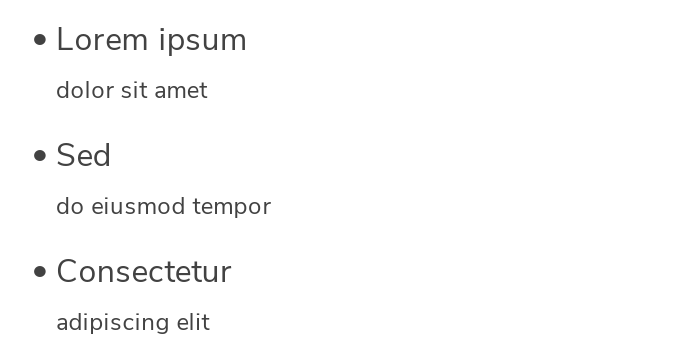 • Lorem ipsum
dolor sit amet
• Sed
do eiusmod tempor
• Consectetur
adipiscing elit